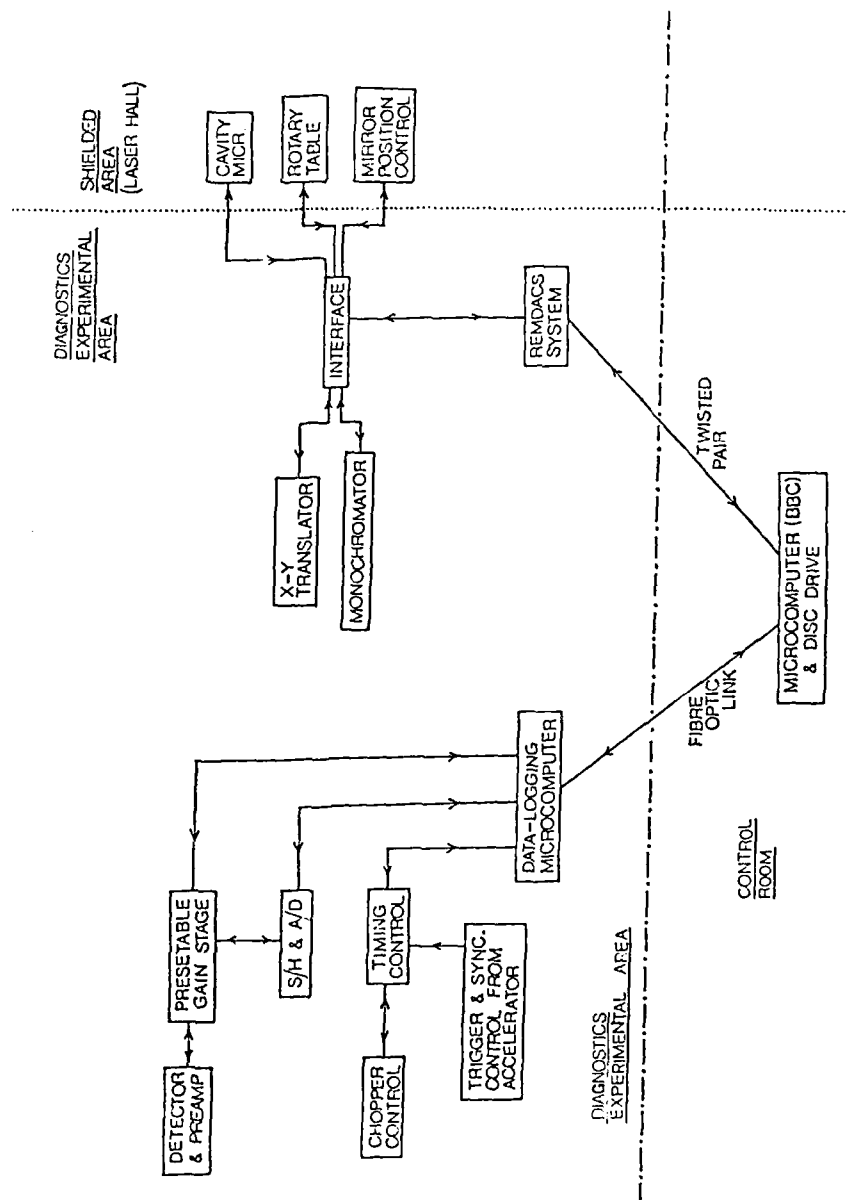 SHIELDED
AREA
(LASER HALL)
DIAGNOSTICS
EXPERIMENTAL
AREA
CAVITY
MICR.
ROTARY
TABLE
MIRROR
POSITION
CONTROL
INTERFACE
X-Y
TRANSLATOR
MONOCHROMATOR
REMDACS
SYSTEM
TWISTED
PAIR
MICROCOMPUTER (BBC)
& DISC DRIVE
FIBRE
OPTIC
LINK
DATA-LOGGING
MICROCOMPUTER
PRESETABLE
GAIN STAGE
S/H & A/D
TIMING
CONTROL
DETECTOR
& PREAMP
CHOPPER
CONTROL
TRIGGER & SYNC.
CONTROL FROM
ACCELERATOR
DIAGNOSTICS
EXPERIMENTAL AREA
CONTROL
ROOM